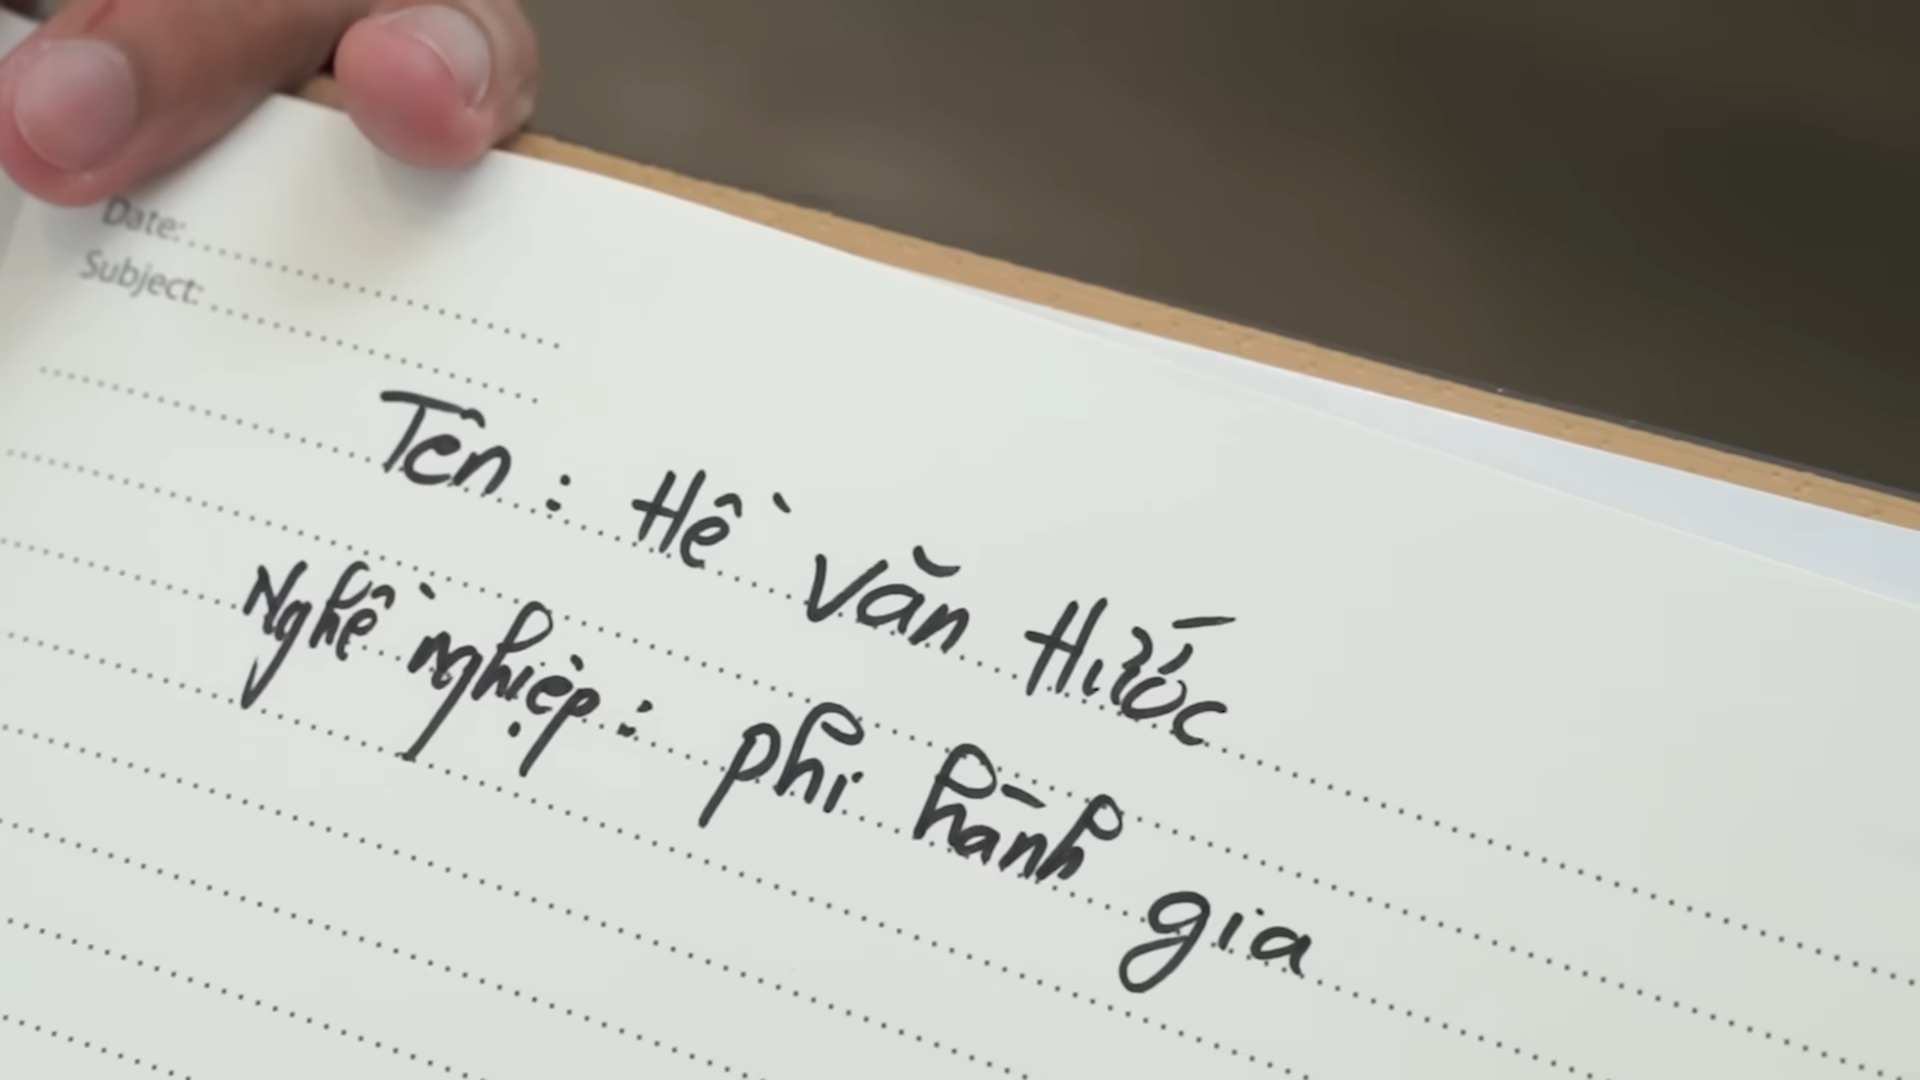 Date:
Subject:
Tên : Hề Văn Hước
Nghề nghiệp : phi hành gia